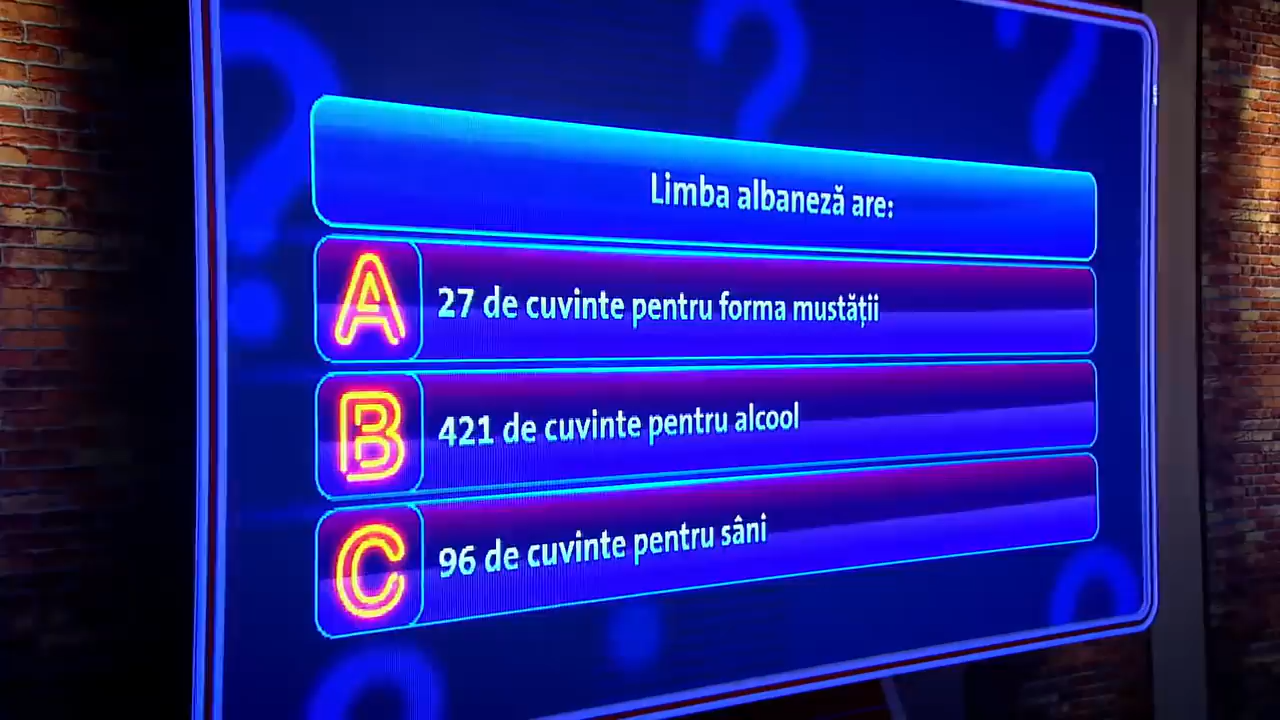 Limba albaneză are:
A 27 de cuvinte pentru forma mustății
B 421 de cuvinte pentru alcool
C 96 de cuvinte pentru sâni